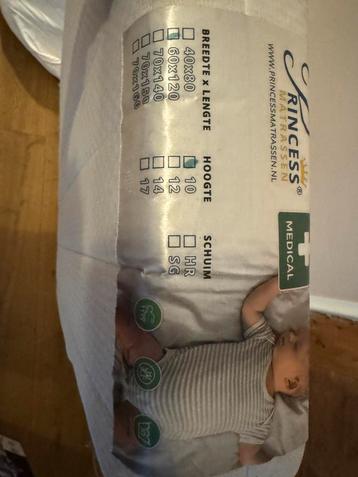 PRINCESS®
MATRASSEN
WWW.PRINCESSMATRASSEN.NL
MEDICAL
BREEDTE x LENGTE
40x80
60x120
70x140
70x150
HOOGTE
10
12
14
17
SCHUIM
HR
SG